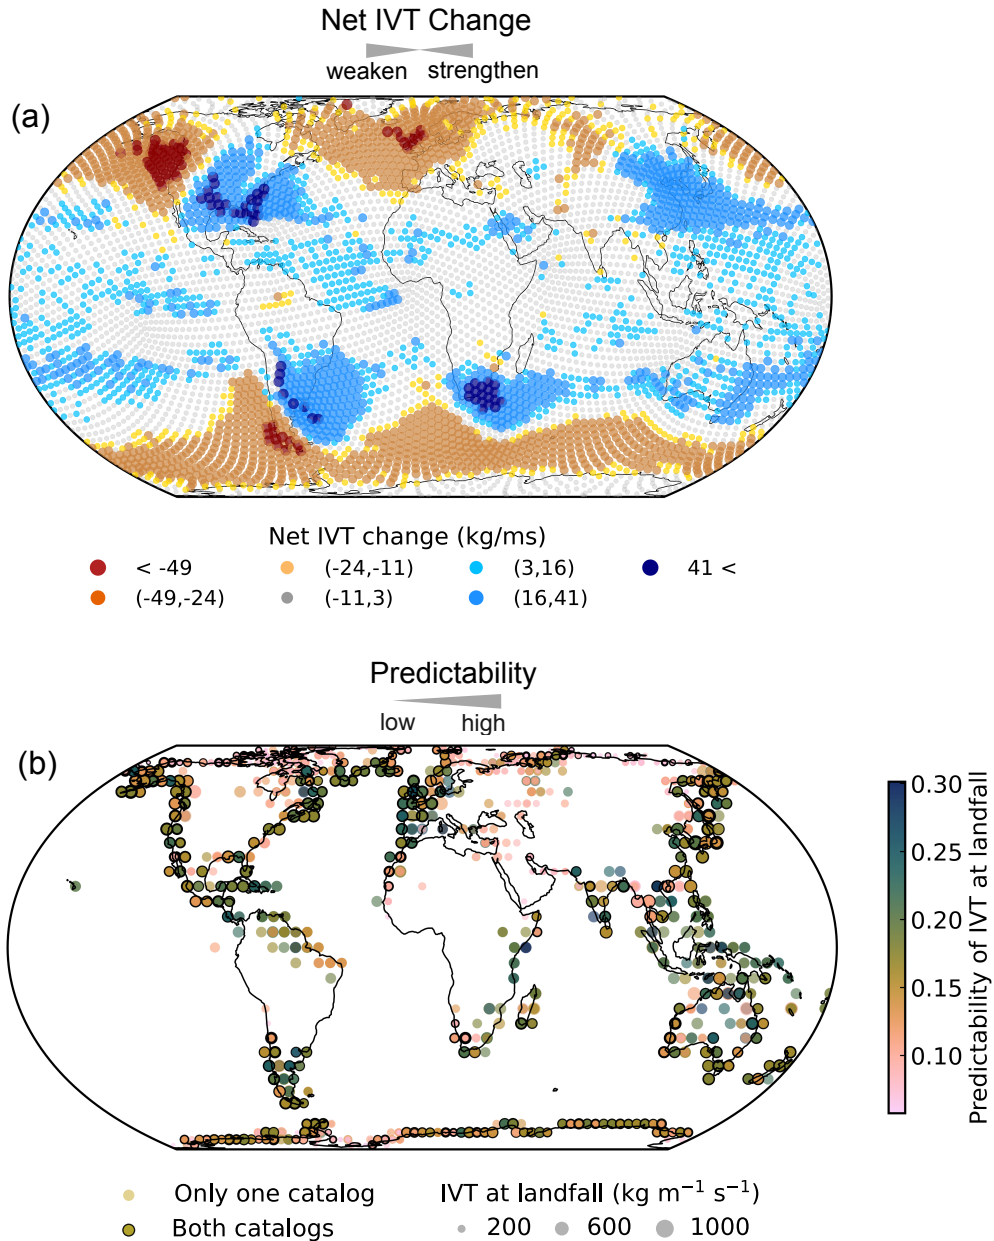 Net IVT Change
weaken strengthen
(a)
Net IVT change (kg/ms)
< -49 (-24,-11) (3,16) 41 <
(-49,-24) (-11,3) (16,41)
Predictability
low high
(b)
0.30
0.25
0.20
0.15
0.10
Predictability of IVT at landfall
Only one catalog IVT at landfall (kg m⁻¹ s⁻¹)
Both catalogs 200 600 1000